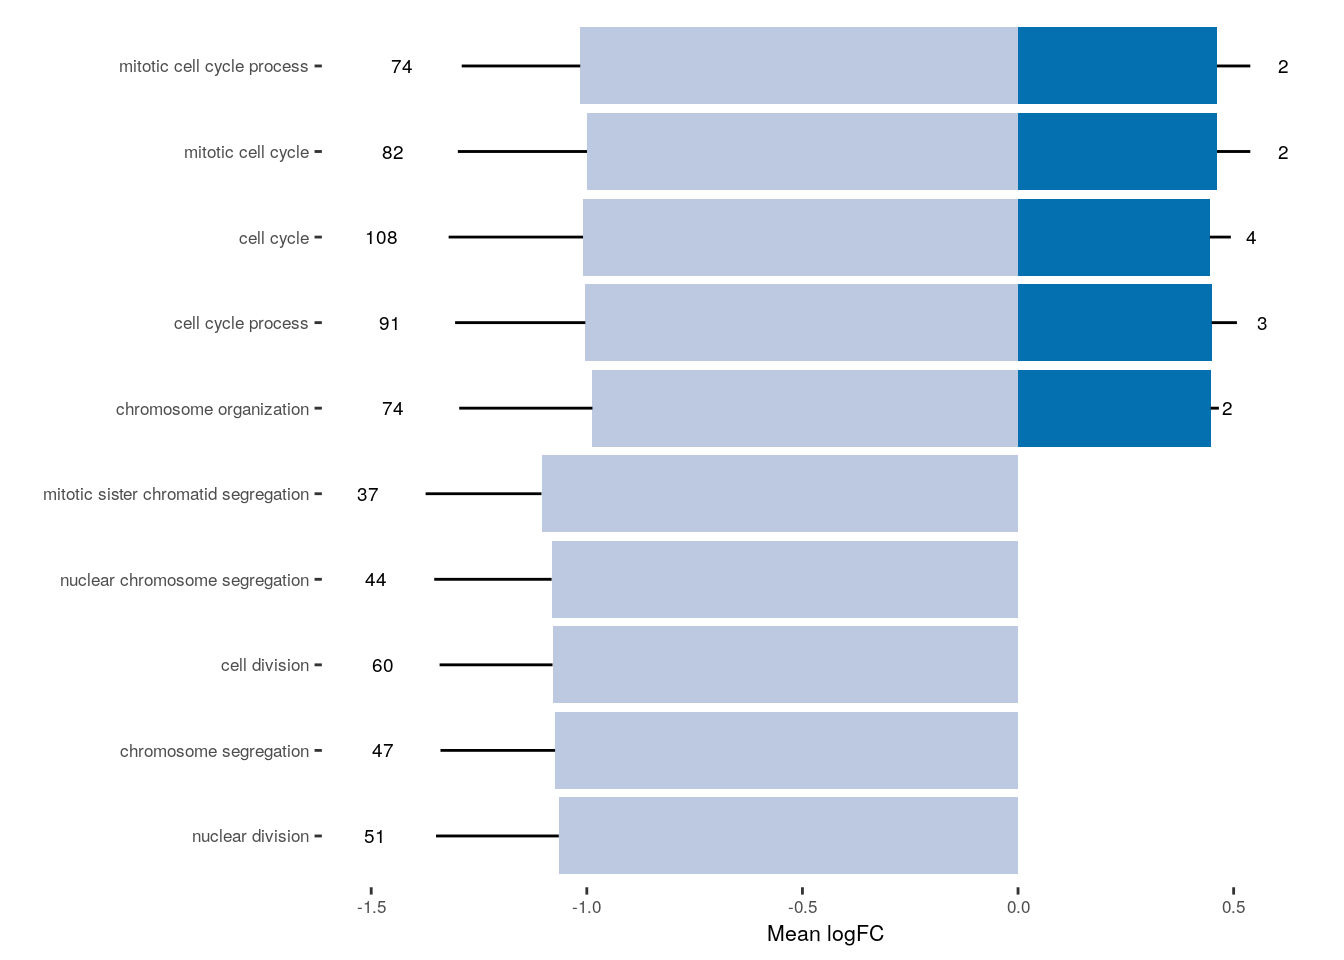 mitotic cell cycle process 74 2
mitotic cell cycle 82 2
cell cycle 108 4
cell cycle process 91 3
chromosome organization 74 2
mitotic sister chromatid segregation 37
nuclear chromosome segregation 44
cell division 60
chromosome segregation 47
nuclear division 51
-1.5 -1.0 -0.5 0.0 0.5
Mean logFC